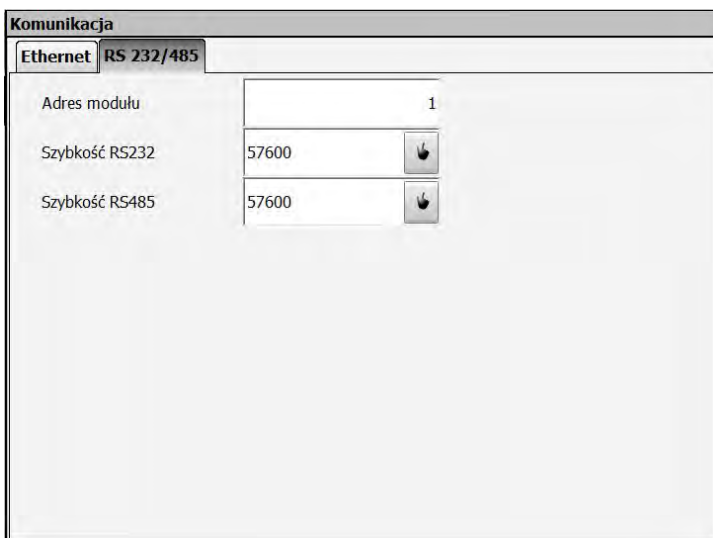 Komunikacja
Ethernet RS 232/485
Adres modułu 1
Szybkość RS232 57600
Szybkość RS485 57600